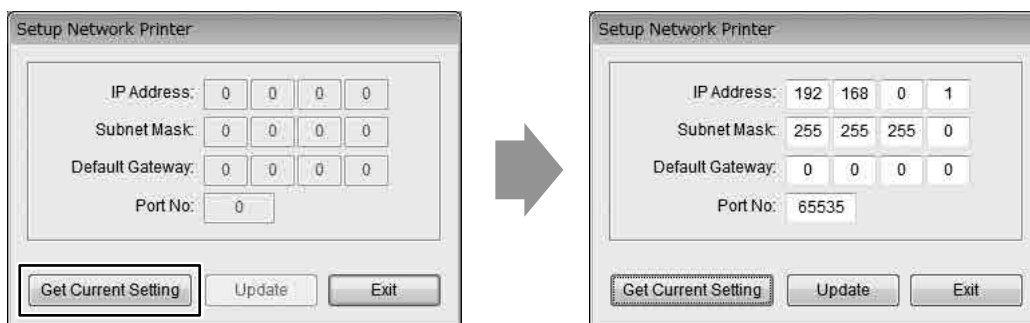 Setup Network Printer
IP Address: 0 0 0 0
Subnet Mask: 0 0 0 0
Default Gateway: 0 0 0 0
Port No: 0
Get Current Setting Update Exit
Setup Network Printer
IP Address: 192 168 0 1
Subnet Mask: 255 255 255 0
Default Gateway: 0 0 0 0
Port No: 65535
Get Current Setting Update Exit